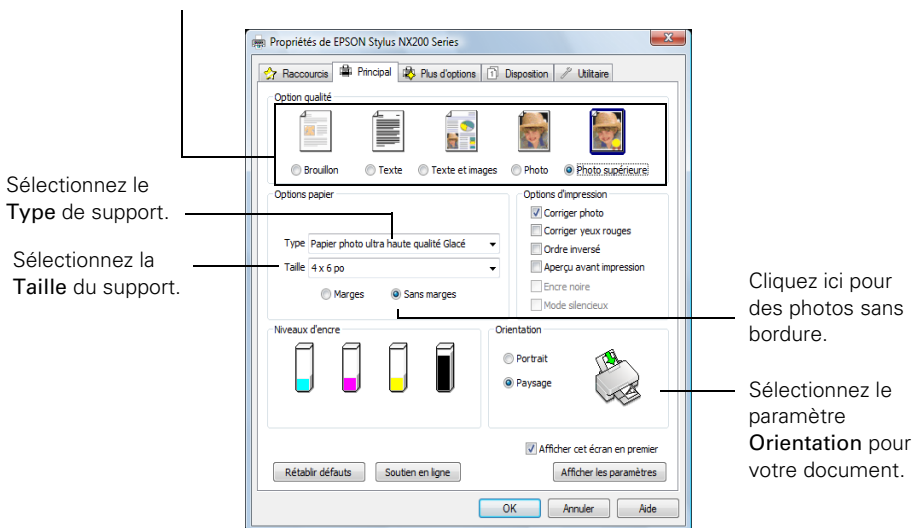 Propriétés de EPSON Stylus NX200 Series
Raccourcis Principal Plus d'options Disposition Utilitaire
Option qualité
Brouillon Texte Texte et images Photo Photo supérieure
Sélectionnez le
Type de support.
Sélectionnez la
Taille du support.
Options papier
Type Papier photo ultra haute qualité Glacé
Taille 4 x 6 po
Marges Sans marges
Options d'impression
Corriger photo
Corriger yeux rouges
Ordre inversé
Aperçu avant impression
Encre noire
Mode silencieux
Cliquez ici pour
des photos sans
bordure.
Niveaux d'encre
Orientation
Portrait
Paysage
Sélectionnez le
paramètre
Orientation pour
votre document.
Afficher cet écran en premier
Rétablir défauts Soutien en ligne Afficher les paramètres
OK Annuler Aide